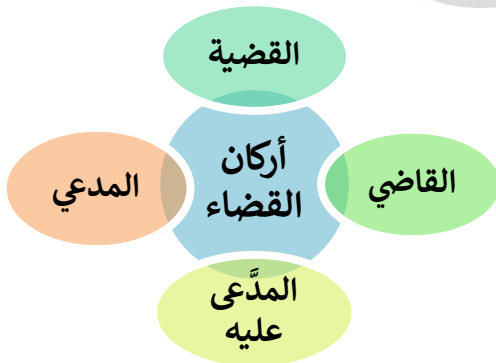 القضية
أركان
القضاء
القاضي
المدعي
المدَّعى
عليه